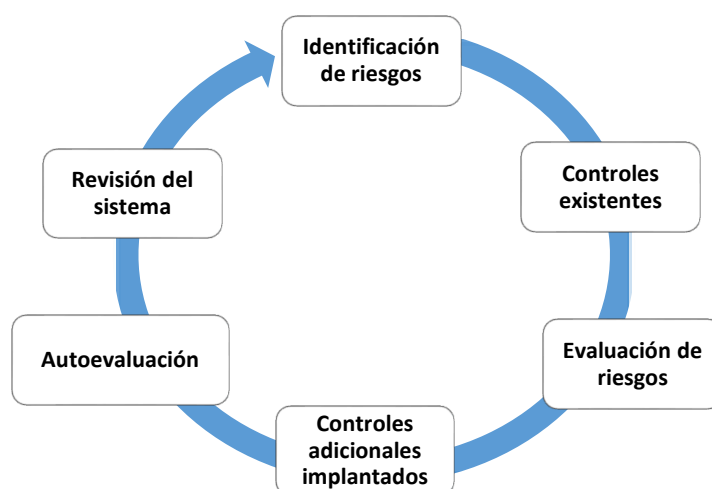 Identificación
de riesgos
Controles
existentes
Evaluación de
riesgos
Controles
adicionales
implantados
Autoevaluación
Revisión del
sistema